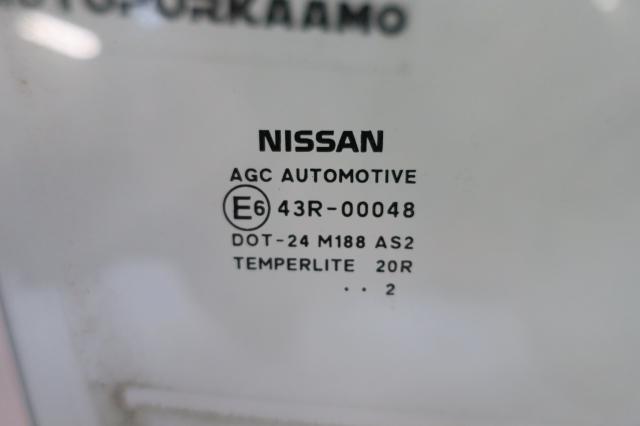 AUTOPURKAAMO
NISSAN
AGC AUTOMOTIVE
E6 43R-00048
DOT-24 M188 AS2
TEMPERLITE 20R
. . 2